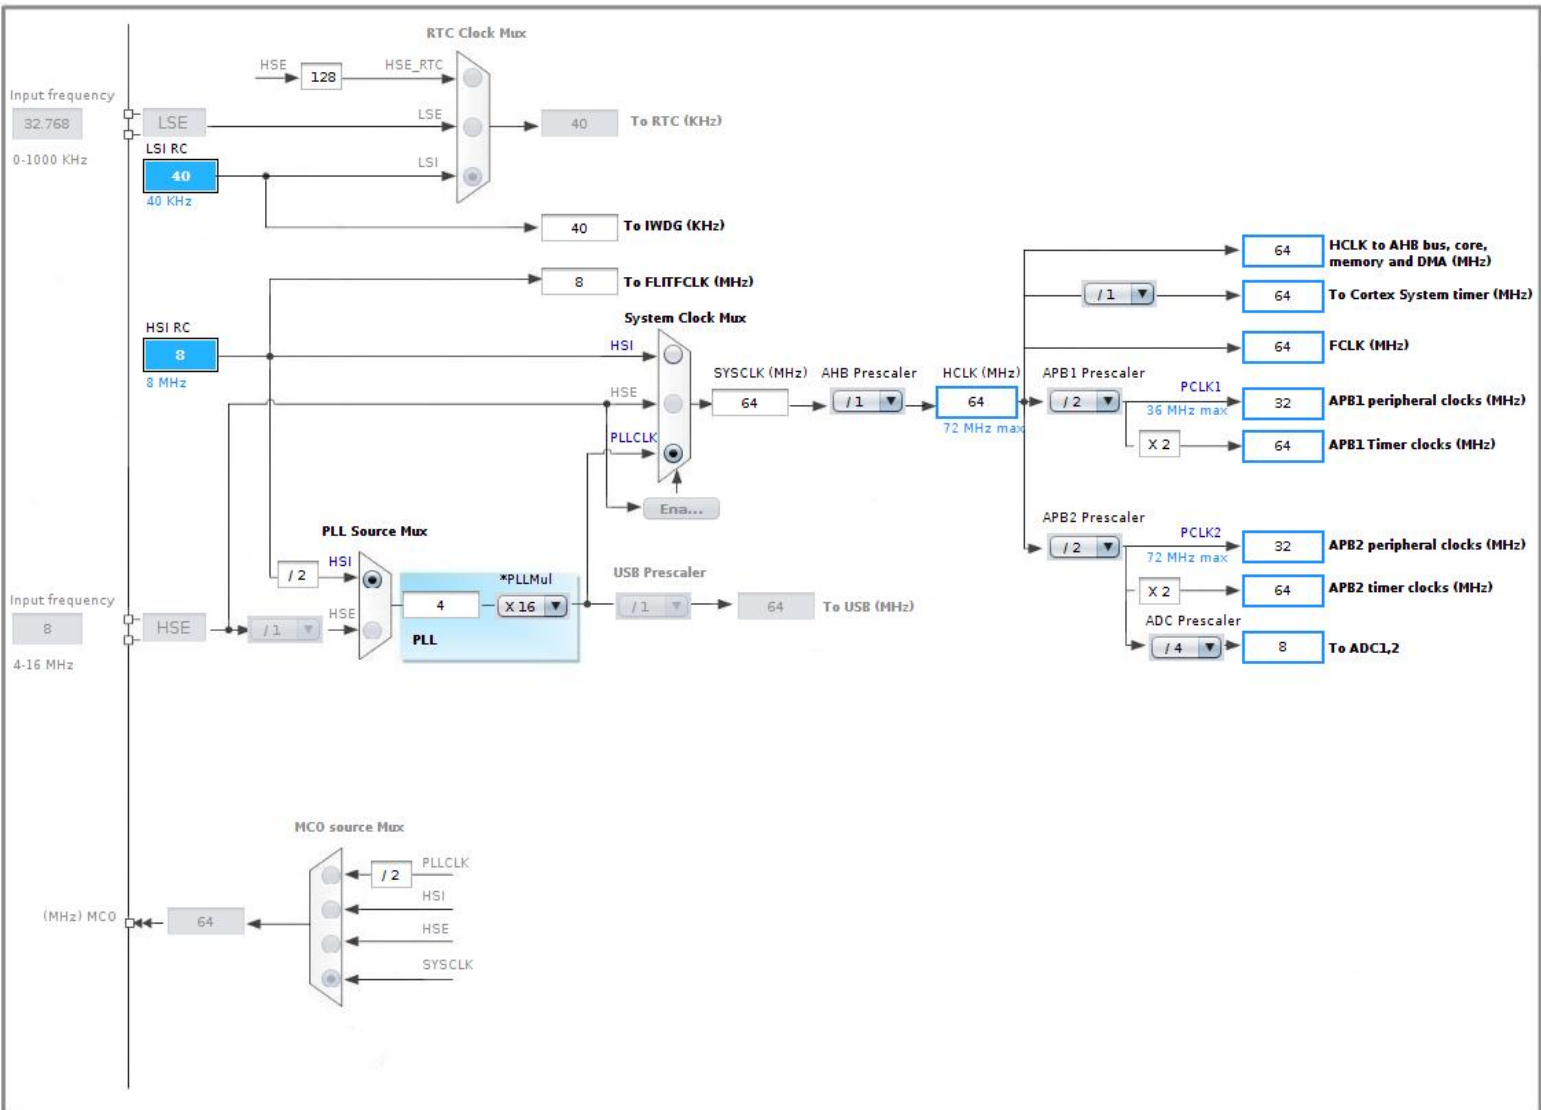 RTC Clock Mux
HSE
128
HSE_RTC
Input frequency
32.768
0-1000 KHz
LSE
LSE
40
To RTC (KHz)
LSI RC
40
40 KHz
LSI
40
To IWDG (KHz)
8
To FLITFCLK (MHz)
HSI RC
8
8 MHz
System Clock Mux
HSI
HSE
PLLCLK
Ena...
SYSCLK (MHz)
64
AHB Prescaler
/ 1
HCLK (MHz)
64
72 MHz max
64
HCLK to AHB bus, core,
memory and DMA (MHz)
/ 1
64
To Cortex System timer (MHz)
64
FCLK (MHz)
APB1 Prescaler
/ 2
PCLK1
36 MHz max
32
APB1 peripheral clocks (MHz)
X 2
64
APB1 Timer clocks (MHz)
APB2 Prescaler
/ 2
PCLK2
72 MHz max
32
APB2 peripheral clocks (MHz)
X 2
64
APB2 timer clocks (MHz)
ADC Prescaler
/ 4
8
To ADC1,2
PLL Source Mux
/ 2
HSI
HSE
4
*PLLMul
X 16
PLL
USB Prescaler
/ 1
64
To USB (MHz)
Input frequency
8
4-16 MHz
HSE
/ 1
MCO source Mux
PLLCLK
/ 2
HSI
HSE
SYSCLK
(MHz) MCO
64